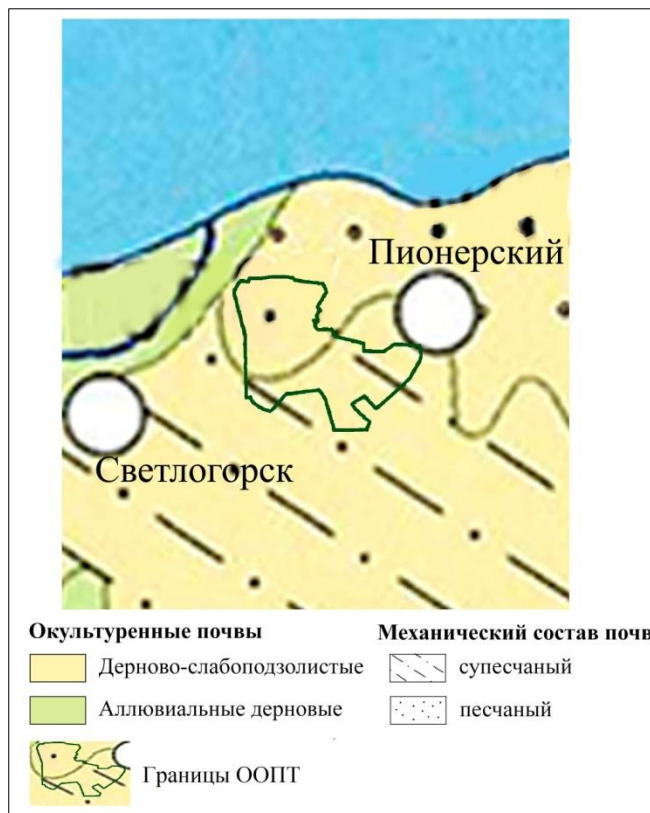 Пионерский
Светлогорск
Окультуренные почвы
Дерново-слабоподзолистые
Аллювиальные дерновые
Границы ООПТ
Механический состав почв
супесчаный
песчаный